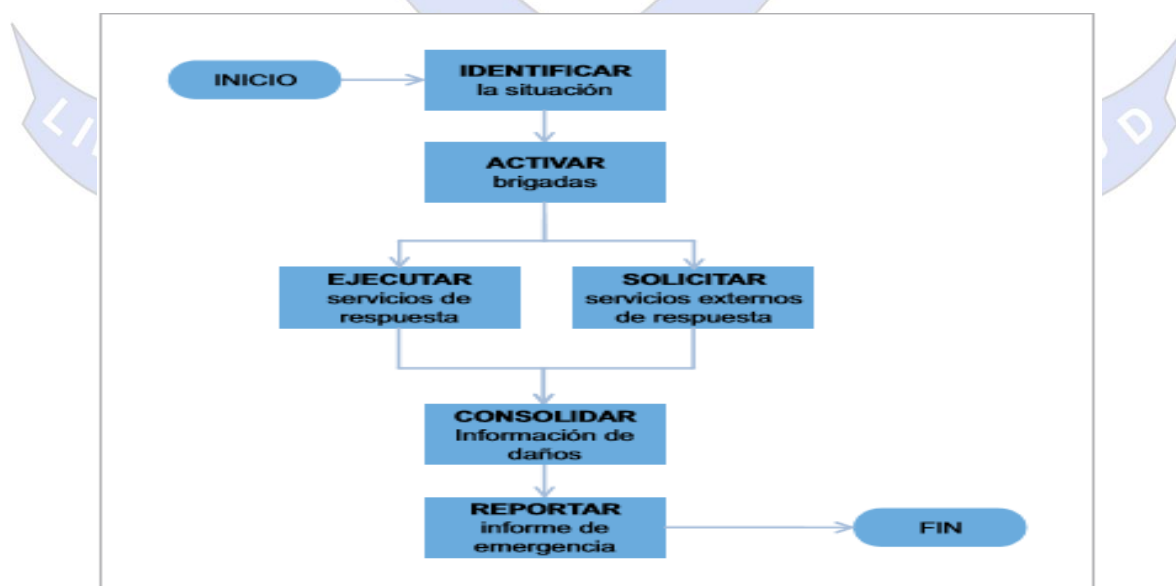 INICIO
IDENTIFICAR
la situación
ACTIVAR
brigadas
EJECUTAR
servicios de
respuesta
SOLICITAR
servicios externos
de respuesta
CONSOLIDAR
Información de
daños
REPORTAR
informe de
emergencia
FIN